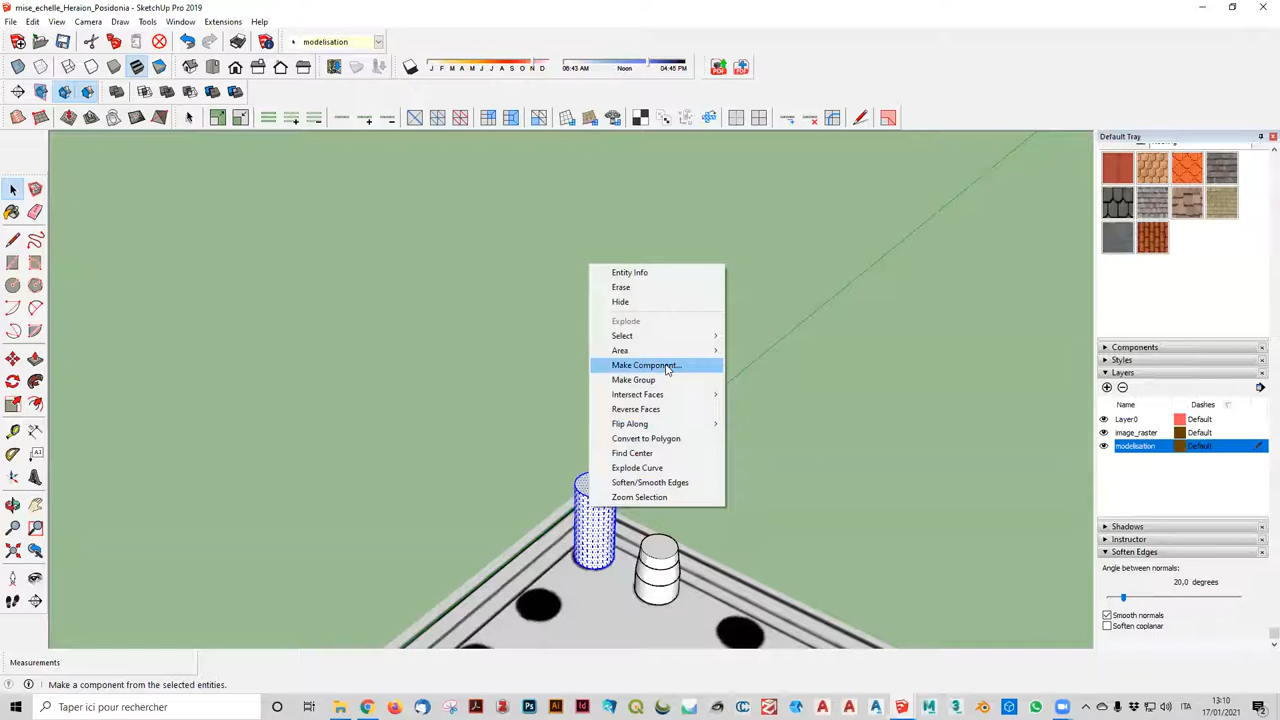 mise_echelle_Heraion_Posidonia - SketchUp Pro 2019
File Edit View Camera Draw Tools Window Extensions Help
modelisation
J F M A M J J A S O N D
06:43 AM Noon 04:46 PM
Default Tray
Entity Info
Erase
Hide
Explode
Select
Area
Make Component...
Make Group
Intersect Faces
Reverse Faces
Flip Along
Convert to Polygon
Find Center
Explode Curve
Soften/Smooth Edges
Zoom Selection
Components
Styles
Layers
Name Dashes
Layer0 Default
image_raster Default
modelisation Default
Shadows
Instructor
Soften Edges
Angle between normals:
20,0 degrees
Smooth normals
Soften coplanar
Measurements
Make a component from the selected entities.
Taper ici pour rechercher
13:10
17/01/2021